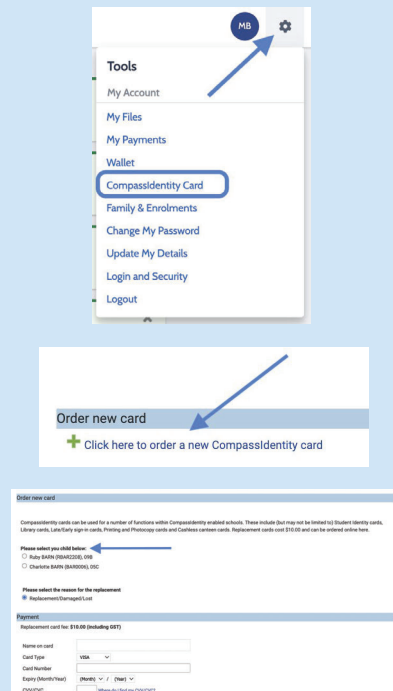 MB
Tools
My Account
My Files
My Payments
Wallet
CompassIdentity Card
Family & Enrolments
Change My Password
Update My Details
Login and Security
Logout
Order new card
Click here to order a new CompassIdentity card
Order new card
CompassIdentity cards can be used for a number of functions within CompassIdentity enabled schools. These include (but may not be limited to) Student Identity cards,
Library cards, Late/Early sign-in cards, Printing and Photocopy cards and Cashless canteen cards. Replacement cards cost $10.00 and can be ordered online here.
Please select you child below:
Ruby BARN (RBAR2208), 09B
Charlotte BARN (BAR0006), 05C
Please select the reason for the replacement
Replacement/Damaged/Lost
Payment
Replacement card fee: $10.00 (including GST)
Name on card
Card Type VISA
Card Number
Expiry (Month/Year) (Month) / (Year)
CVV/CVC Where do I find my CVV/CVC?